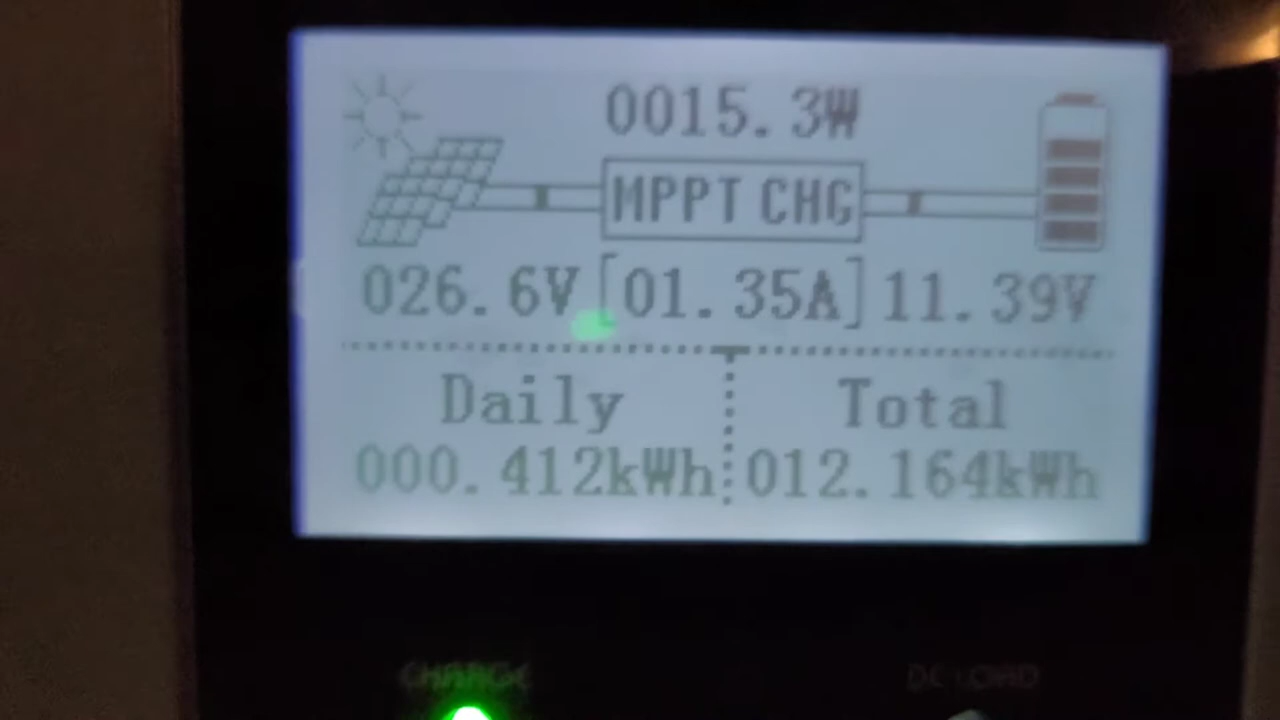 0015.3W
MPPT CHG
026.6V [01.35A] 11.39V
Daily Total
000.412kWh 012.164kWh
CHARGE DC LOAD